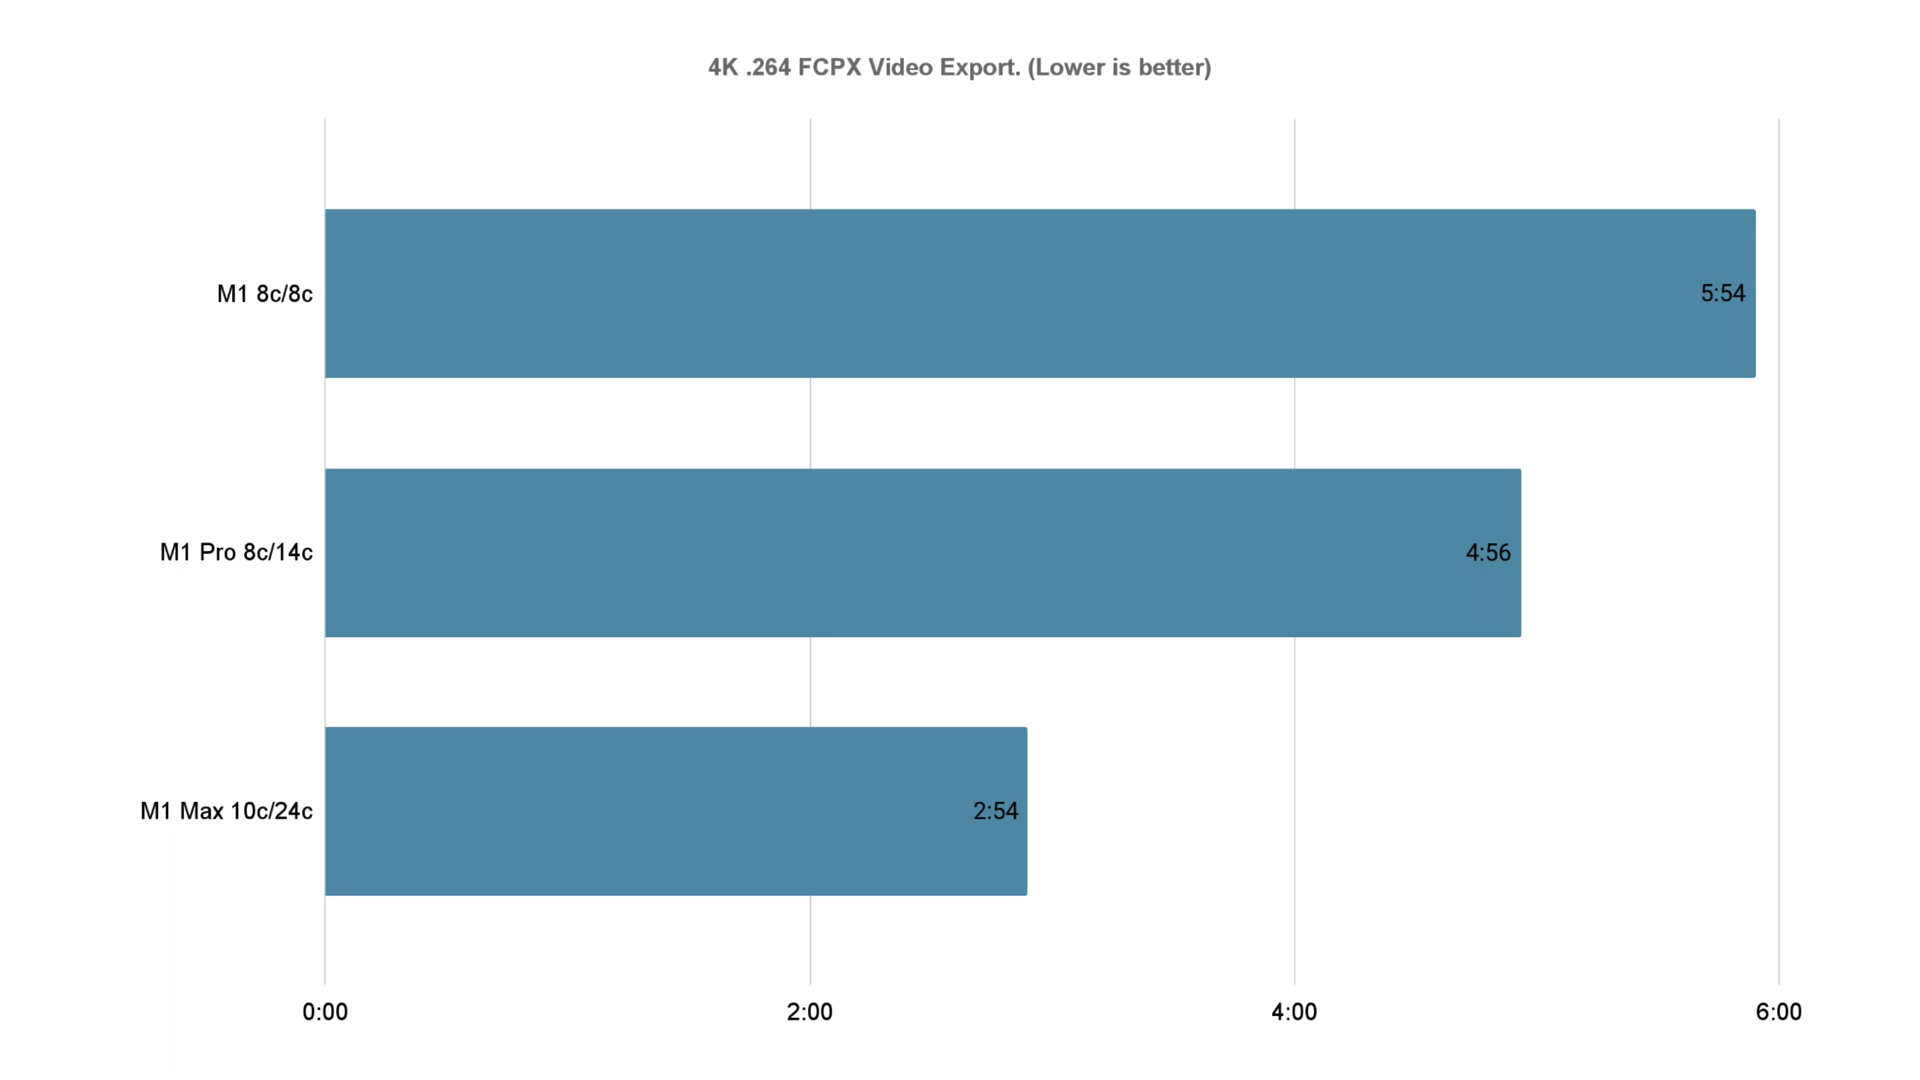 4K .264 FCPX Video Export. (Lower is better)
M1 8c/8c
5:54
M1 Pro 8c/14c
4:56
M1 Max 10c/24c
2:54
0:00
2:00
4:00
6:00